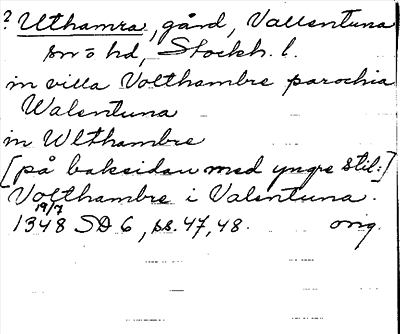 ? Uthamra, gård, Vallentuna
sn o hd, Stockh. l.
in villa Volthambre parochia
Walentuna
in Wlthambre
[på baksidan med yngre stil:]
Volthambre i Valentuna.
19/7
1348 SD 6, ss. 47, 48. orig.